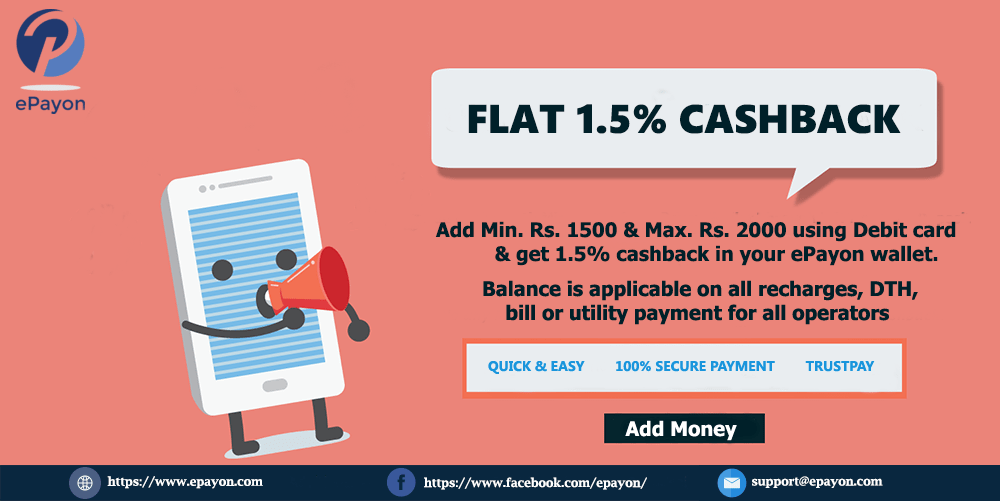 ePayon
FLAT 1.5% CASHBACK
Add Min. Rs. 1500 & Max. Rs. 2000 using Debit card
& get 1.5% cashback in your ePayon wallet.
Balance is applicable on all recharges, DTH,
bill or utility payment for all operators
QUICK & EASY 100% SECURE PAYMENT TRUSTPAY
Add Money
https://www.epayon.com https://www.facebook.com/epayon/ support@epayon.com